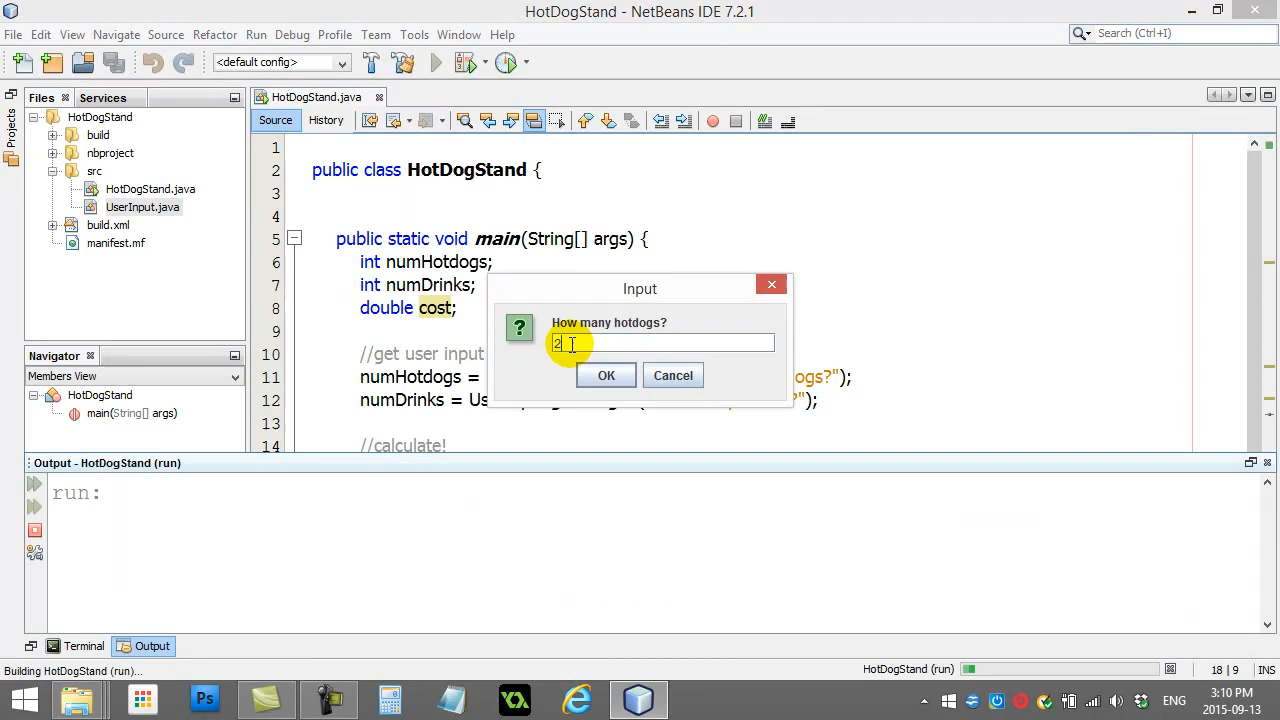 HotDogStand - NetBeans IDE 7.2.1
File Edit View Navigate Source Refactor Run Debug Profile Team Tools Window Help
Search (Ctrl+I)
<default config>
Projects
Files
Services
HotDogStand
build
nbproject
src
HotDogStand.java
UserInput.java
build.xml
manifest.mf
Navigator
Members View
HotDogStand
main(String[] args)
HotDogStand.java
Source History
1
2 public class HotDogStand {
3
4
5 public static void main(String[] args) {
6 int numHotdogs;
7 int numDrinks;
8 double cost;
9
10 //get user input
11 numHotdogs = ogs?");
12 numDrinks = Us ?");
13
14 //calculate!
Input
How many hotdogs?
2
OK Cancel
Output - HotDogStand (run)
run:
Terminal Output
Building HotDogStand (run)...
HotDogStand (run)
18 | 9 INS
Ps
ENG
3:10 PM
2015-09-13